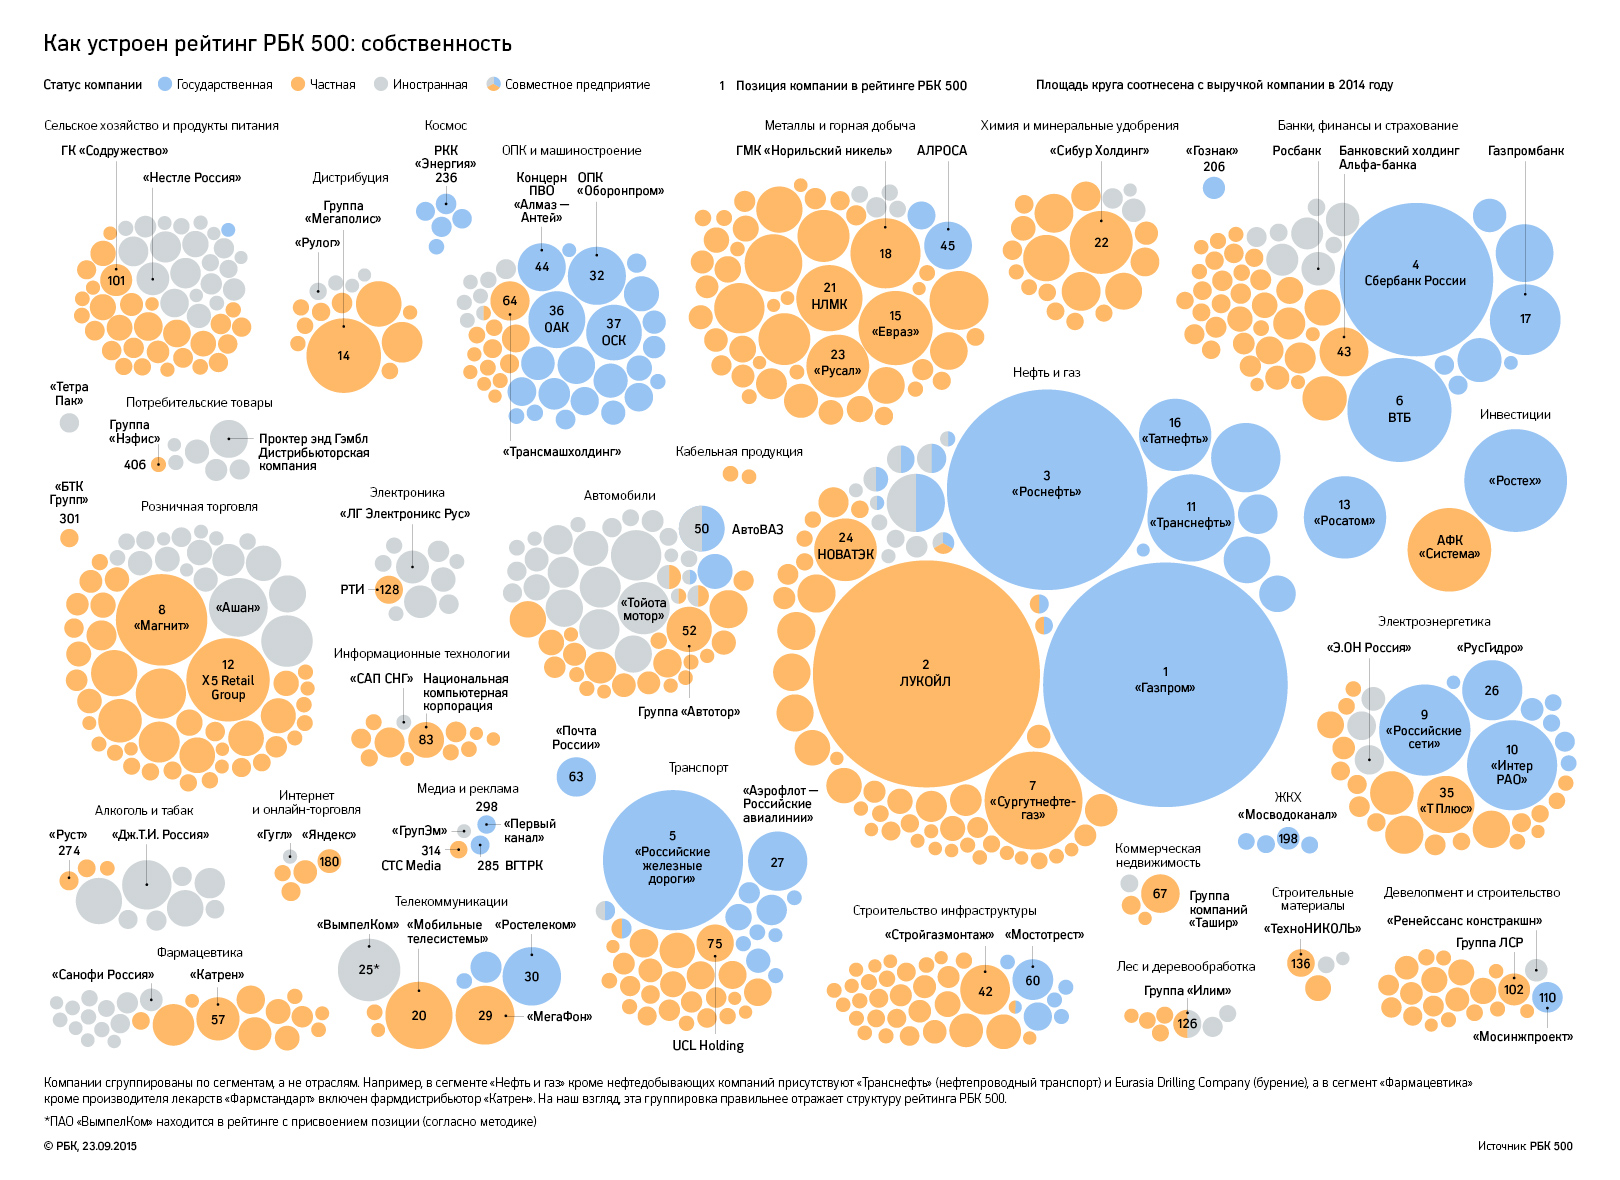 Как устроен рейтинг РБК 500: собственность
Статус компании
Государственная
Частная
Иностранная
Совместное предприятие
1 Позиция компании в рейтинге РБК 500
Площадь круга соотнесена с выручкой компании в 2014 году
Сельское хозяйство и продукты питания
ГК «Содружество»
«Нестле Россия»
101
Дистрибуция
Группа
«Мегаполис»
«Рулог»
14
Космос
РКК
«Энергия»
236
ОПК и машиностроение
Концерн
ПВО
«Алмаз —
Антей»
ОПК
«Оборонпром»
44
32
64
36
ОАК
37
ОСК
«Трансмашхолдинг»
Металлы и горная добыча
ГМК «Норильский никель»
АЛРОСА
18
45
21
НЛМК
15
«Евраз»
23
«Русал»
Химия и минеральные удобрения
«Сибур Холдинг»
22
Банки, финансы и страхование
«Гознак»
206
Росбанк
Банковский холдинг
Альфа-банка
Газпромбанк
4
Сбербанк России
17
43
6
ВТБ
«Тетра
Пак»
Потребительские товары
Группа
«Нэфис»
406
Проктер энд Гэмбл
Дистрибьюторская
компания
Кабельная продукция
Нефть и газ
3
«Роснефть»
16
«Татнефть»
11
«Транснефть»
24
НОВАТЭК
2
ЛУКОЙЛ
1
«Газпром»
7
«Сургутнефте-
газ»
Инвестиции
«Ростех»
13
«Росатом»
АФК
«Система»
«БТК
Групп»
301
Розничная торговля
8
«Магнит»
«Ашан»
12
X 5 Retail
Group
Электроника
«ЛГ Электроникс Рус»
РТИ
128
Автомобили
50
АвтоВАЗ
«Тойота
мотор»
52
Группа «Автотор»
Информационные технологии
«САП СНГ»
Национальная
компьютерная
корпорация
83
«Почта
России»
63
Электроэнергетика
«Э.ОН Россия»
«РусГидро»
26
9
«Российские
сети»
10
«Интер
РАО»
35
«Т Плюс»
Алкоголь и табак
«Руст»
274
«Дж.Т.И. Россия»
Интернет
и онлайн-торговля
«Гугл»
«Яндекс»
180
Медиа и реклама
298
«ГрупЭм»
«Первый
канал»
314
СТС Media
285 ВГТРК
Транспорт
5
«Российские
железные
дороги»
«Аэрофлот —
Российские
авиалинии»
27
75
UCL Holding
ЖКХ
«Мосводоканал»
198
Коммерческая
недвижимость
67
Группа
компаний
«Ташир»
Строительные
материалы
«ТехноНИКОЛЬ»
136
Девелопмент и строительство
«Ренейссанс констракшн»
Группа ЛСР
102
110
«Мосинжпроект»
Фармацевтика
«Санофи Россия»
«Катрен»
57
Телекоммуникации
«ВымпелКом»
«Мобильные
телесистемы»
«Ростелеком»
25*
30
20
29
«МегаФон»
Строительство инфраструктуры
«Стройгазмонтаж»
«Мостотрест»
42
60
Лес и деревообработка
Группа «Илим»
126
Компании сгруппированы по сегментам, а не отраслям. Например, в сегменте «Нефть и газ» кроме нефтедобывающих компаний присутствуют «Транснефть» (нефтепроводный транспорт) и Eurasia Drilling Company (бурение), а в сегмент «Фармацевтика»
кроме производителя лекарств «Фармстандарт» включен фармдистрибьютор «Катрен». На наш взгляд, эта группировка правильнее отражает структуру рейтинга РБК 500.
*ПАО «ВымпелКом» находится в рейтинге с присвоением позиции (согласно методике)
© РБК, 23.09.2015
Источник: РБК 500